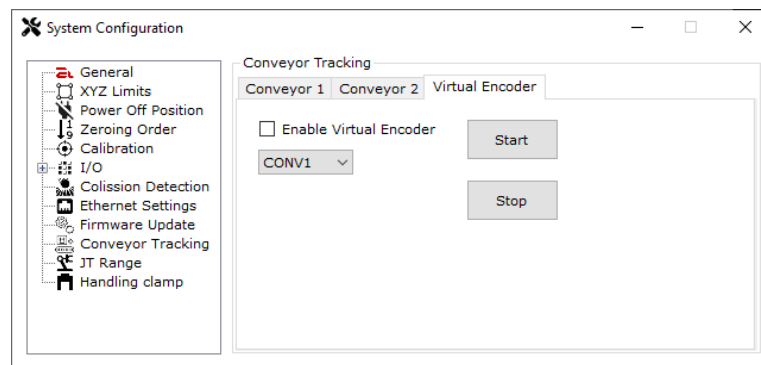 System Configuration
General
XYZ Limits
Power Off Position
Zeroing Order
Calibration
I/O
Colission Detection
Ethernet Settings
Firmware Update
Conveyor Tracking
JT Range
Handling clamp
Conveyor Tracking
Conveyor 1 Conveyor 2 Virtual Encoder
Enable Virtual Encoder
Start
CONV1
Stop